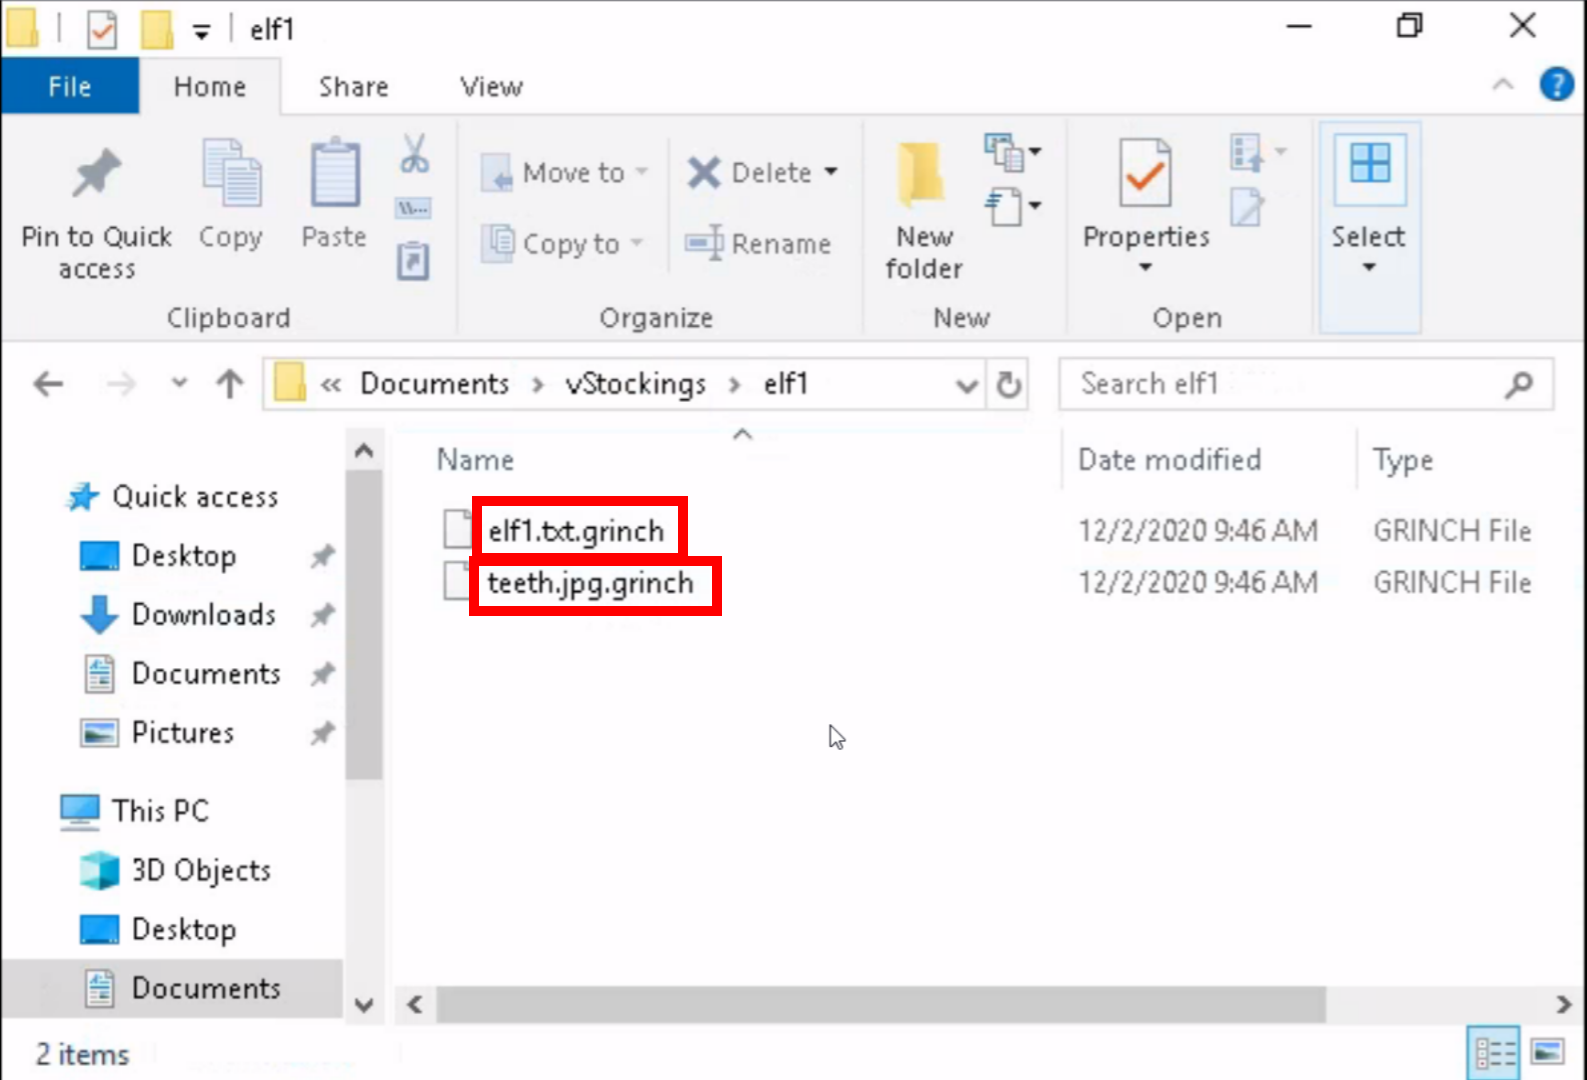 elf1
File
Home
Share
View
?
Pin to Quick access
Copy
Paste
Move to
Copy to
Delete
Rename
New folder
Properties
Select
Clipboard
Organize
New
Open
« Documents > vStockings > elf1
Search elf1
Name
Date modified
Type
elf1.txt.grinch
12/2/2020 9:46 AM
GRINCH File
teeth.jpg.grinch
12/2/2020 9:46 AM
GRINCH File
Quick access
Desktop
Downloads
Documents
Pictures
This PC
3D Objects
Desktop
Documents
2 items